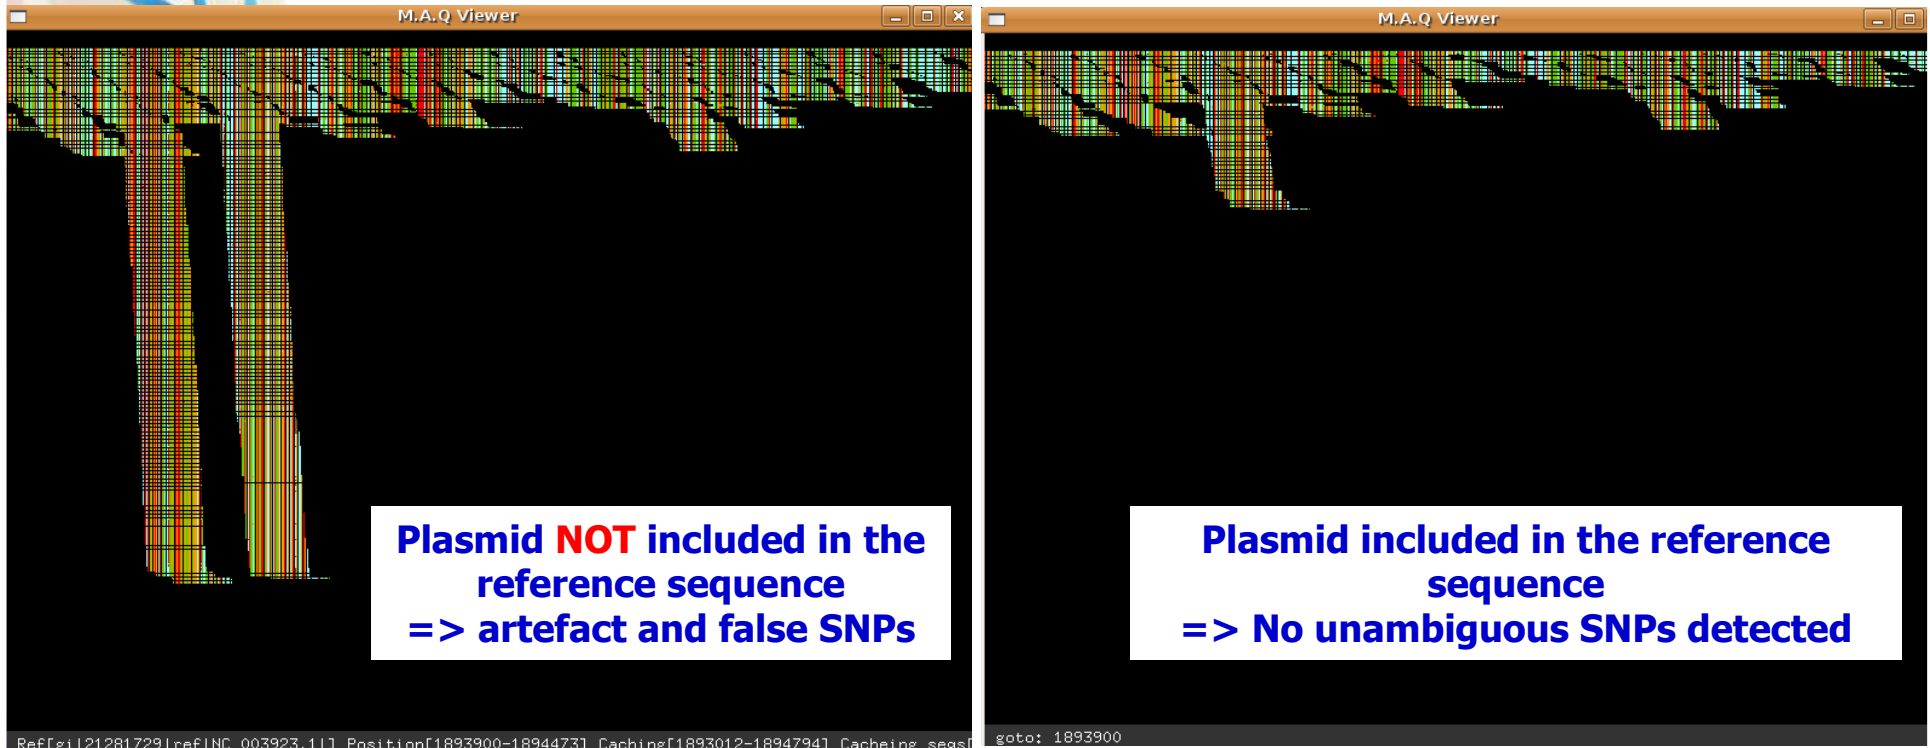 M.A.Q Viewer
Plasmid NOT included in the
reference sequence
=> artefact and false SNPs
Ref[gi|21281729|ref|NC_003923.1|] Position[1893900-1894473] Caching[1893012-1894794] Cacheing seqs[
M.A.Q Viewer
Plasmid included in the reference
sequence
=> No unambiguous SNPs detected
goto: 1893900